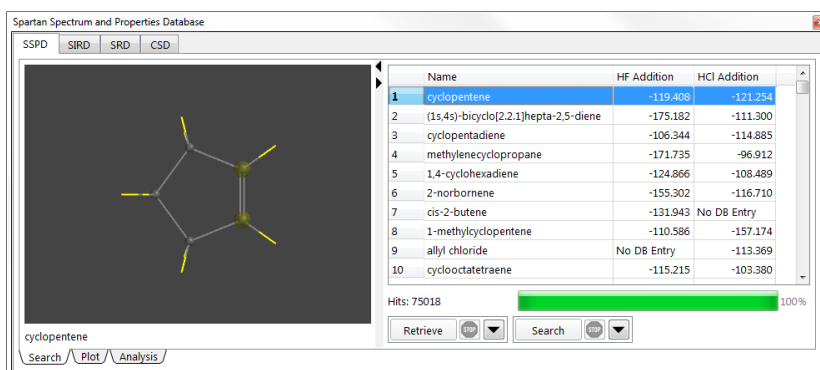 Spartan Spectrum and Properties Database
SSPD SIRD SRD CSD
Name HF Addition HCl Addition
1 cyclopentene -119.408 -121.254
2 (1s,4s)-bicyclo[2.2.1]hepta-2,5-diene -175.182 -111.300
3 cyclopentadiene -106.344 -114.885
4 methylenecyclopropane -171.735 -96.912
5 1,4-cyclohexadiene -124.866 -108.489
6 2-norbornene -155.302 -116.710
7 cis-2-butene -131.943 No DB Entry
8 1-methylcyclopentene -110.586 -157.174
9 allyl chloride No DB Entry -113.369
10 cyclooctatetraene -115.215 -103.380
Hits: 75018 100%
Retrieve STOP Search STOP
cyclopentene
Search Plot Analysis